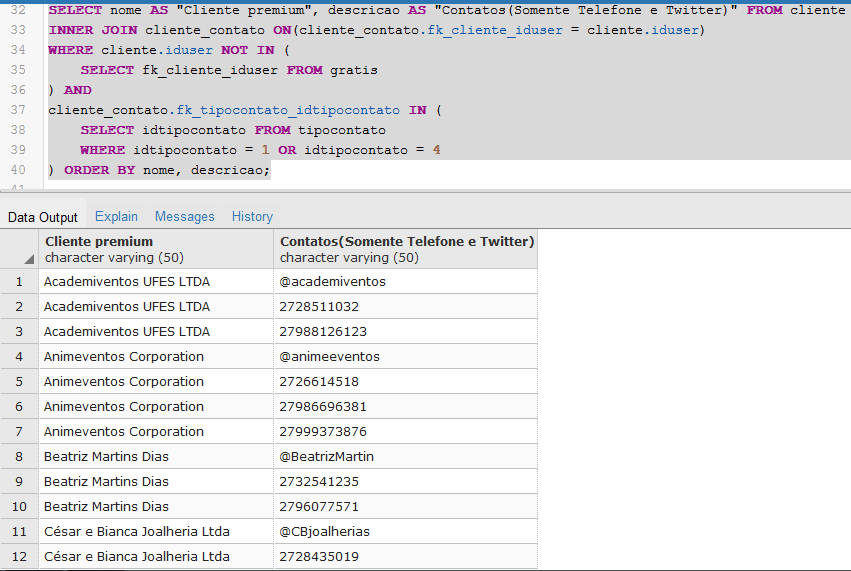 32 SELECT nome AS "Cliente premium", descricao AS "Contatos(Somente Telefone e Twitter)" FROM cliente
33 INNER JOIN cliente_contato ON(cliente_contato.fk_cliente_iduser = cliente.iduser)
34 WHERE cliente.iduser NOT IN (
35 SELECT fk_cliente_iduser FROM gratis
36 ) AND
37 cliente_contato.fk_tipocontato_idtipocontato IN (
38 SELECT idtipocontato FROM tipocontato
39 WHERE idtipocontato = 1 OR idtipocontato = 4
40 ) ORDER BY nome, descricao;
Data Output Explain Messages History
Cliente premium Contatos(Somente Telefone e Twitter)
character varying (50) character varying (50)
1 Academiventos UFES LTDA @academiventos
2 Academiventos UFES LTDA 2728511032
3 Academiventos UFES LTDA 27988126123
4 Animeventos Corporation @animeeventos
5 Animeventos Corporation 2726614518
6 Animeventos Corporation 27986696381
7 Animeventos Corporation 27999373876
8 Beatriz Martins Dias @BeatrizMartin
9 Beatriz Martins Dias 2732541235
10 Beatriz Martins Dias 2796077571
11 César e Bianca Joalheria Ltda @CBjoalherias
12 César e Bianca Joalheria Ltda 2728435019